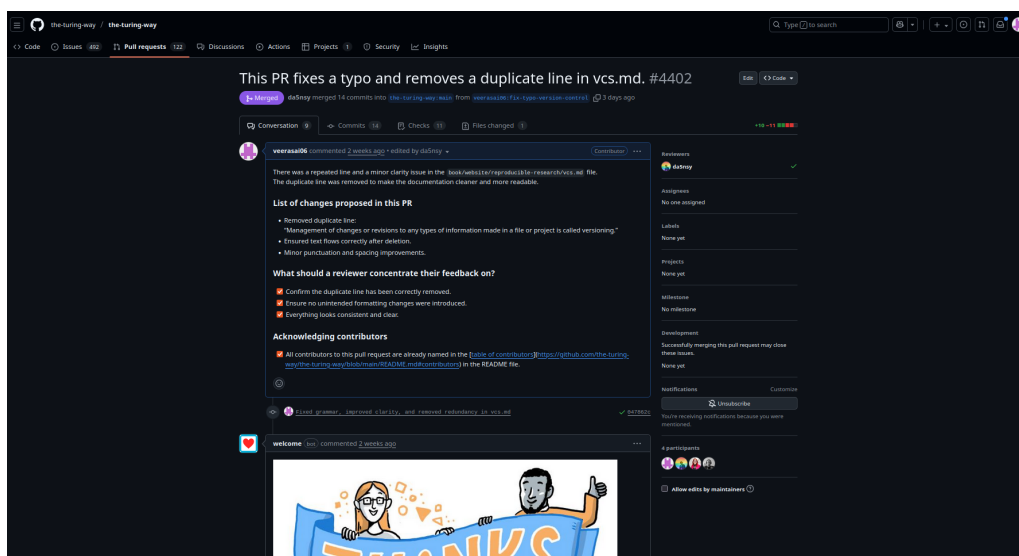 the-turing-way / the-turing-way
Type / to search
Code Issues 492 Pull requests 122 Discussions Actions Projects 1 Security Insights
This PR fixes a typo and removes a duplicate line in vcs.md. #4402
Edit Code
Merged da5nsy merged 14 commits into the-turing-way:main from veerasai06:fix-typo-version-control 3 days ago
Conversation 9 Commits 14 Checks 11 Files changed 1
+10 −11
veerasai06 commented 2 weeks ago • edited by da5nsy
Contributor
There was a repeated line and a minor clarity issue in the book/website/reproducible-research/vcs.md file.
The duplicate line was removed to make the documentation cleaner and more readable.
List of changes proposed in this PR
• Removed duplicate line:
"Management of changes or revisions to any types of information made in a file or project is called versioning."
• Ensured text flows correctly after deletion.
• Minor punctuation and spacing improvements.
What should a reviewer concentrate their feedback on?
Confirm the duplicate line has been correctly removed.
Ensure no unintended formatting changes were introduced.
Everything looks consistent and clear.
Acknowledging contributors
All contributors to this pull request are already named in the [table of contributors](https://github.com/the-turing-
way/the-turing-way/blob/main/README.md#contributors) in the README file.
Fixed grammar, improved clarity, and removed redundancy in vcs.md
welcome bot commented 2 weeks ago
THANKS
Reviewers
da5nsy
Assignees
No one assigned
Labels
None yet
Projects
None yet
Milestone
No milestone
Development
Successfully merging this pull request may close
these issues.
None yet
Notifications Customize
Unsubscribe
You're receiving notifications because you were
mentioned.
4 participants
Allow edits by maintainers